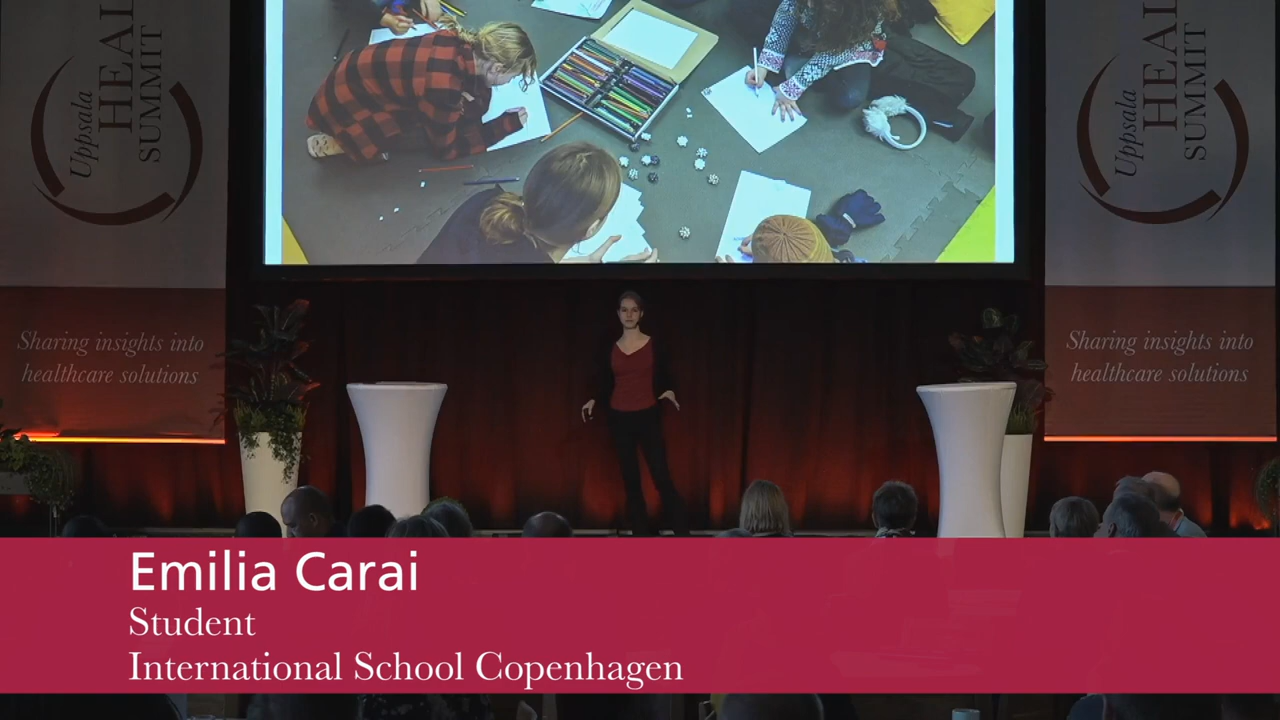 Uppsala
HEAL
SUMMIT
Sharing insights into
healthcare solutions
Uppsala
HEAL
SUMMIT
Sharing insights into
healthcare solutions
Emilia Carai
Student
International School Copenhagen